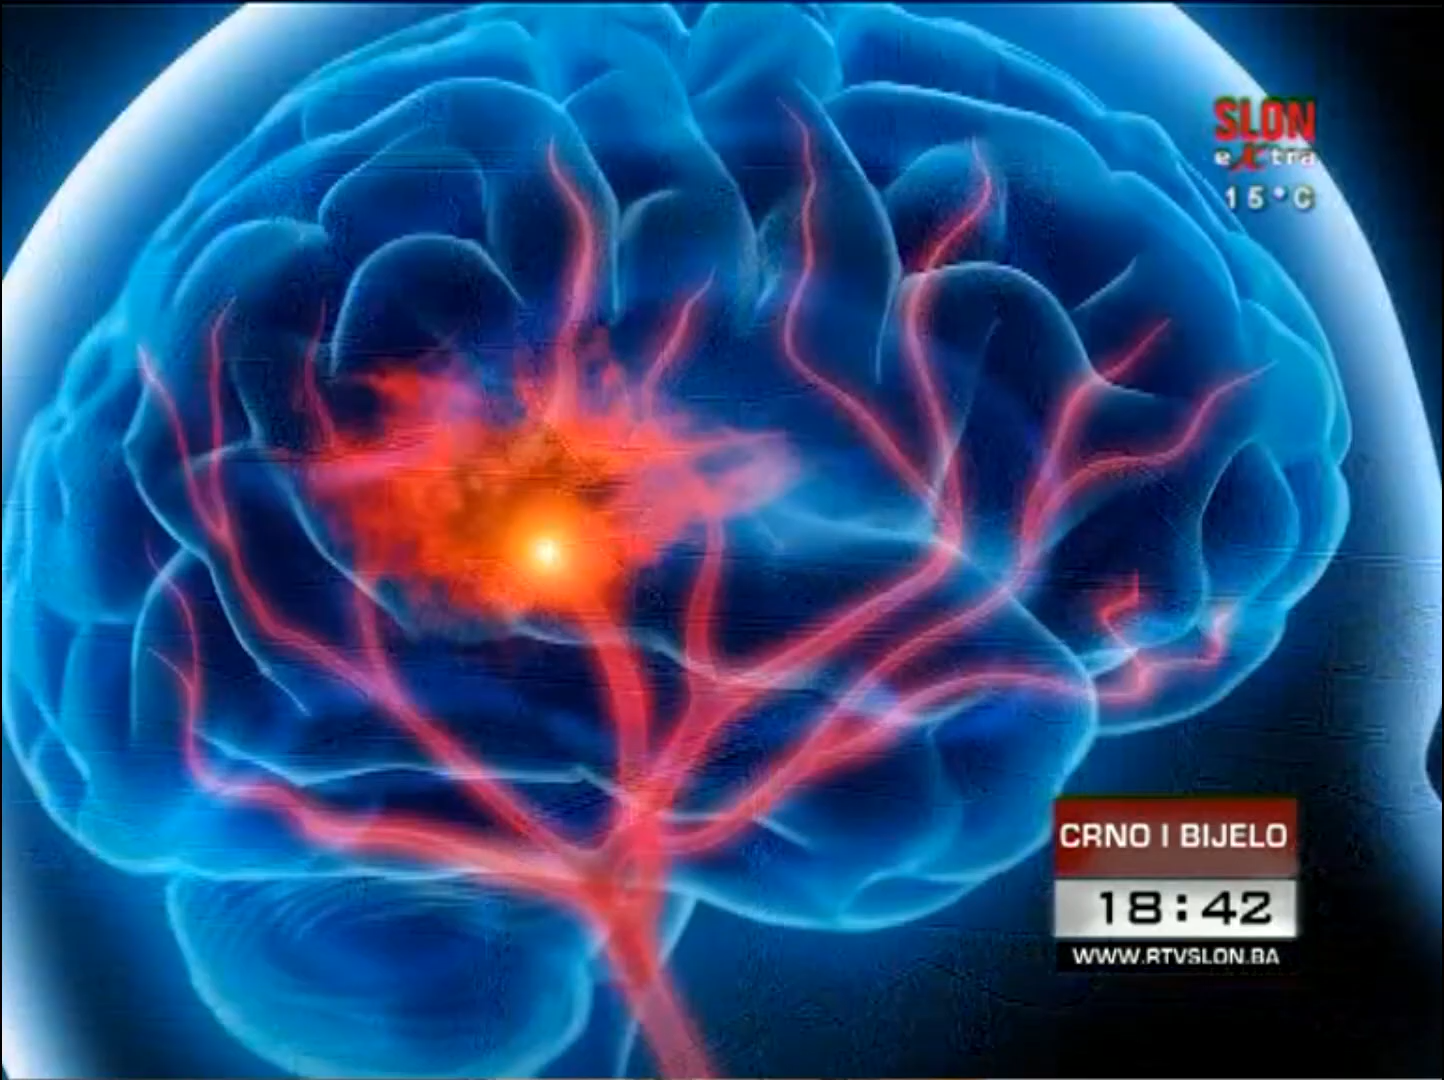 SLON
extra
15°C
CRNO I BIJELO
18:42
WWW.RTVSLON.BA